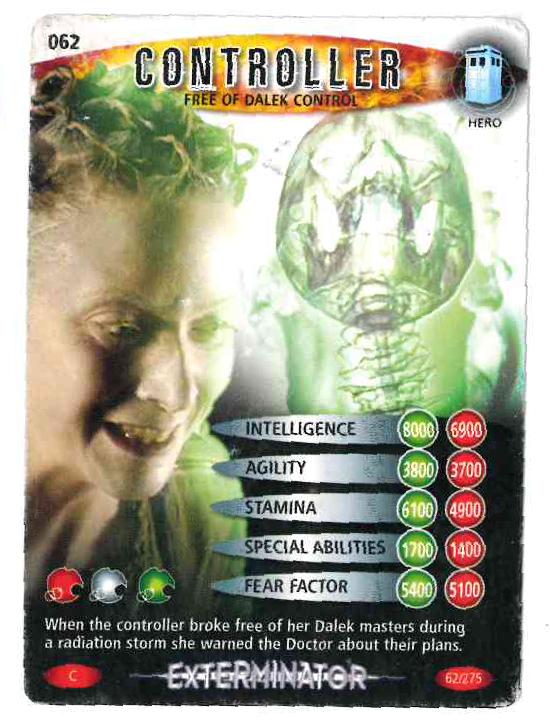 062
CONTROLLER
FREE OF DALEK CONTROL
HERO
INTELLIGENCE 8000 6900
AGILITY 3800 3700
STAMINA 6100 4900
SPECIAL ABILITIES 1700 1400
FEAR FACTOR 5400 5100
When the controller broke free of her Dalek masters during
a radiation storm she warned the Doctor about their plans.
C EXTERMINATOR 62/275